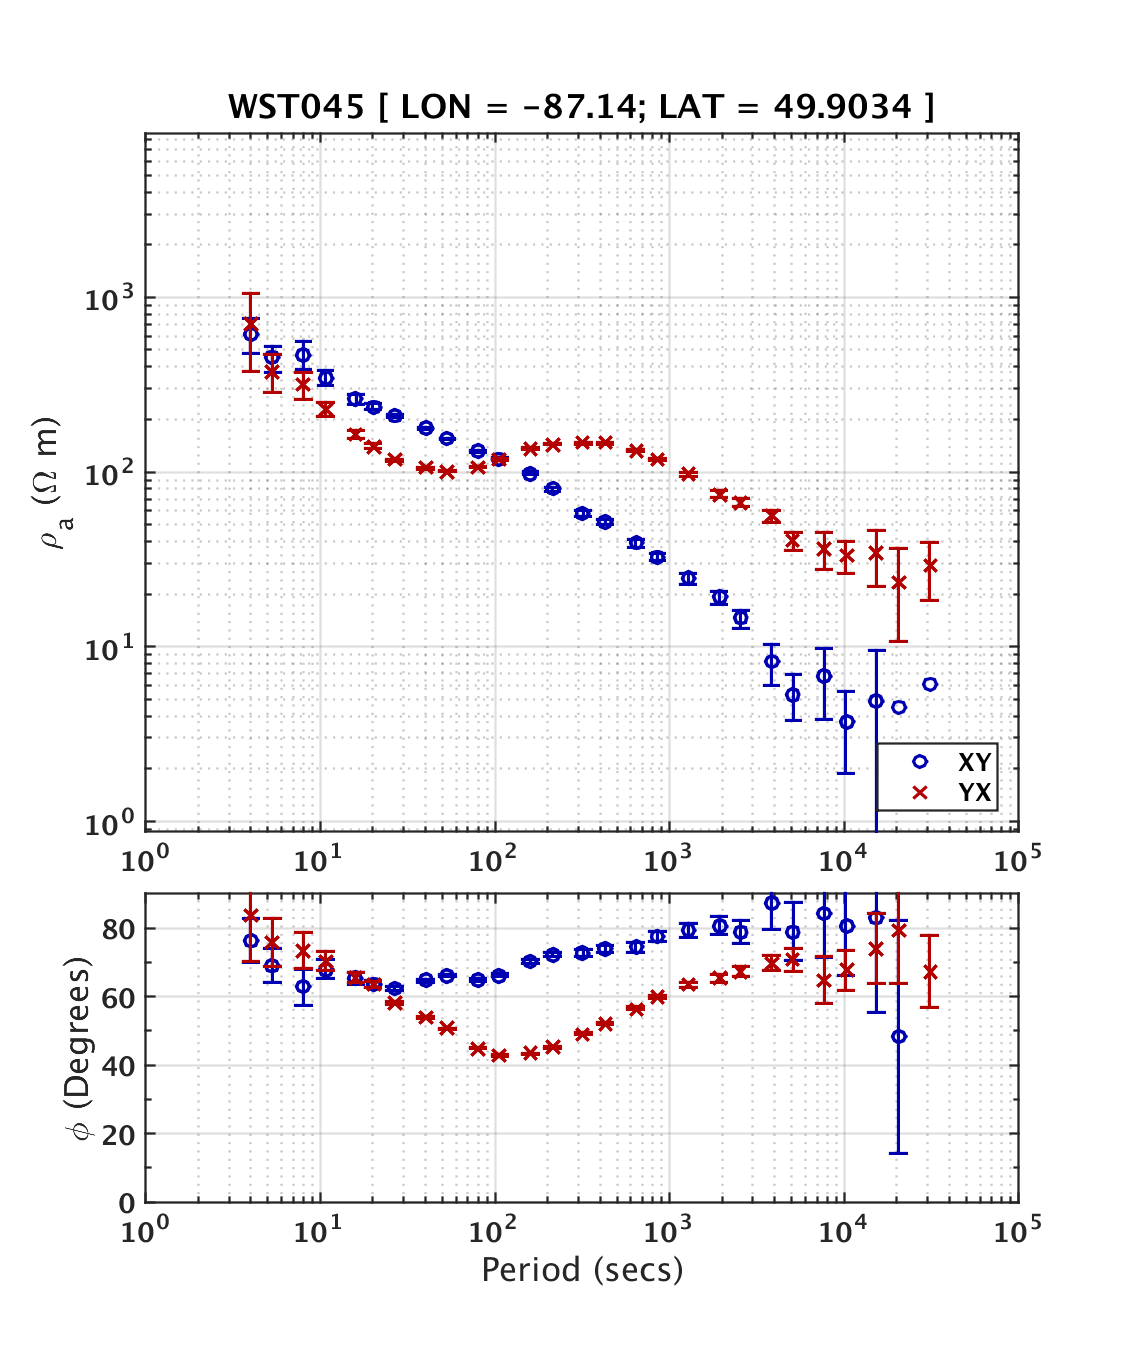 WST045 [ LON = -87.14; LAT = 49.9034 ]
10³
10²
10¹
10⁰
ρₐ (Ω m)
XY
YX
10⁰ 10¹ 10² 10³ 10⁴ 10⁵
80
60
40
20
0
ϕ (Degrees)
10⁰ 10¹ 10² 10³ 10⁴ 10⁵
Period (secs)